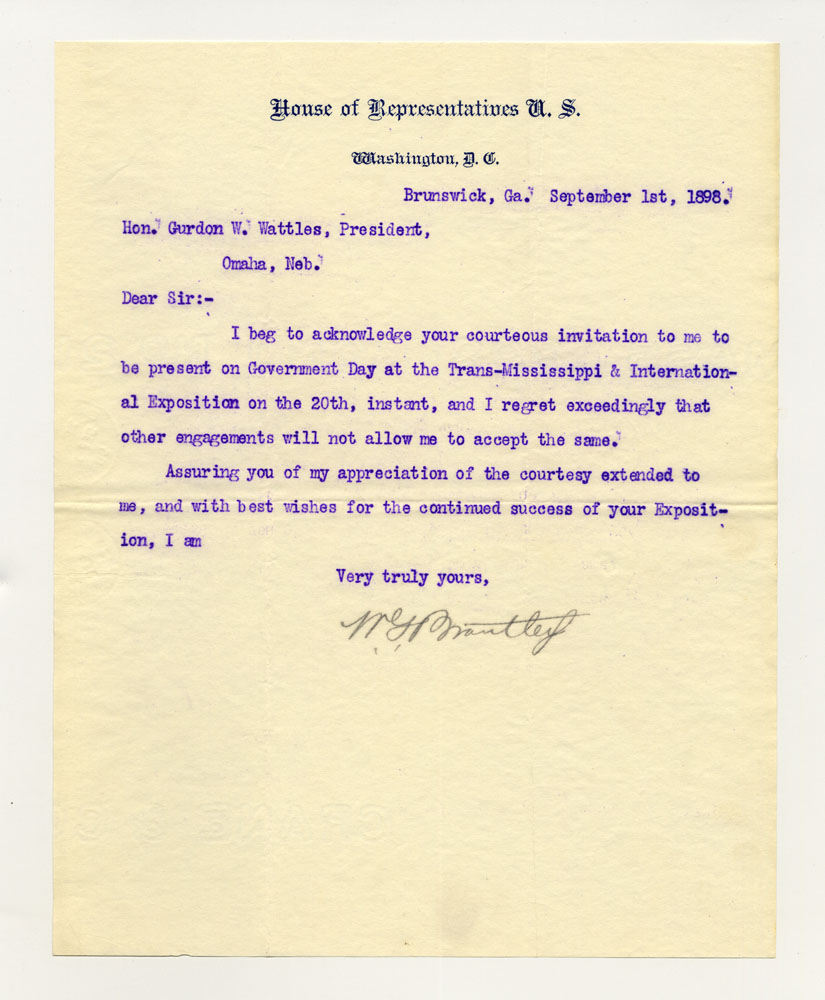 House of Representatives U. S.
Washington, D. C.
Brunswick, Ga. September 1st, 1898.
Hon. Gurdon W. Wattles, President,
Omaha, Neb.
Dear Sir:-
I beg to acknowledge your courteous invitation to me to
be present on Government Day at the Trans-Mississippi & Internation-
al Exposition on the 20th, instant, and I regret exceedingly that
other engagements will not allow me to accept the same.
Assuring you of my appreciation of the courtesy extended to
me, and with best wishes for the continued success of your Exposit-
ion, I am
Very truly yours,
W G Brantley